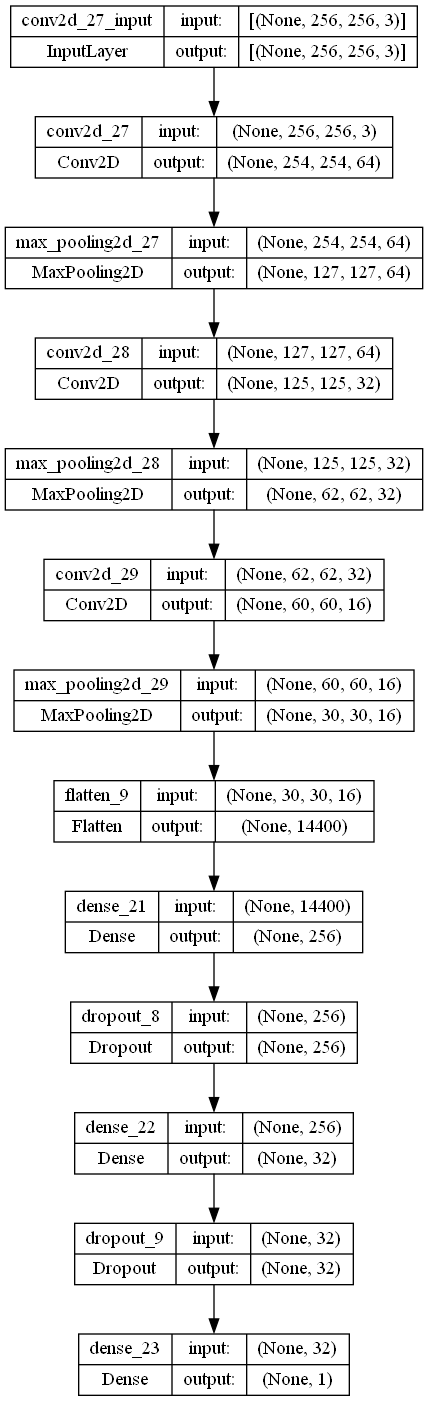 conv2d_27_input input: [(None, 256, 256, 3)]
InputLayer output: [(None, 256, 256, 3)]
conv2d_27 input: (None, 256, 256, 3)
Conv2D output: (None, 254, 254, 64)
max_pooling2d_27 input: (None, 254, 254, 64)
MaxPooling2D output: (None, 127, 127, 64)
conv2d_28 input: (None, 127, 127, 64)
Conv2D output: (None, 125, 125, 32)
max_pooling2d_28 input: (None, 125, 125, 32)
MaxPooling2D output: (None, 62, 62, 32)
conv2d_29 input: (None, 62, 62, 32)
Conv2D output: (None, 60, 60, 16)
max_pooling2d_29 input: (None, 60, 60, 16)
MaxPooling2D output: (None, 30, 30, 16)
flatten_9 input: (None, 30, 30, 16)
Flatten output: (None, 14400)
dense_21 input: (None, 14400)
Dense output: (None, 256)
dropout_8 input: (None, 256)
Dropout output: (None, 256)
dense_22 input: (None, 256)
Dense output: (None, 32)
dropout_9 input: (None, 32)
Dropout output: (None, 32)
dense_23 input: (None, 32)
Dense output: (None, 1)